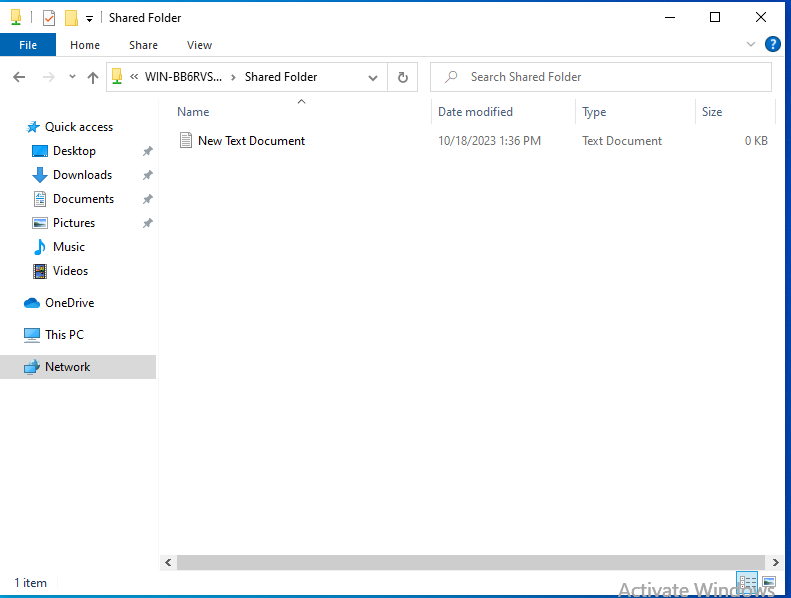 Shared Folder
File Home Share View
WIN-BB6RVS... Shared Folder
Search Shared Folder
Name Date modified Type Size
New Text Document 10/18/2023 1:36 PM Text Document 0 KB
Quick access
Desktop
Downloads
Documents
Pictures
Music
Videos
OneDrive
This PC
Network
1 item
Activate Windows